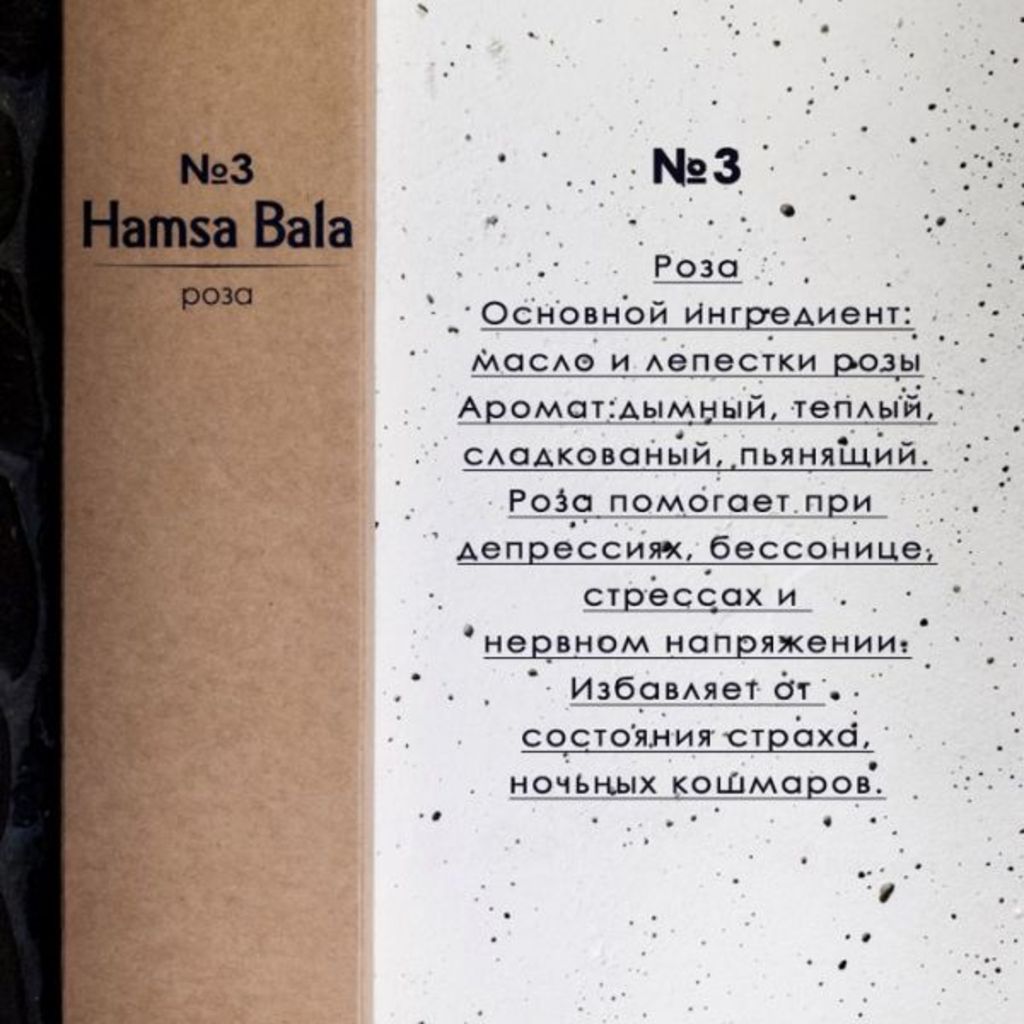 №3
Hamsa Bala
роза
№3
Роза
Основной ингредиент:
масло и лепестки розы
Аромат:дымный, теплый,
сладкованый, пьянящий.
Роза помогает при
депрессиях, бессонице,
стрессах и
нервном напряжении.
Избавляет от
состояния страха,
ночьных кошмаров.